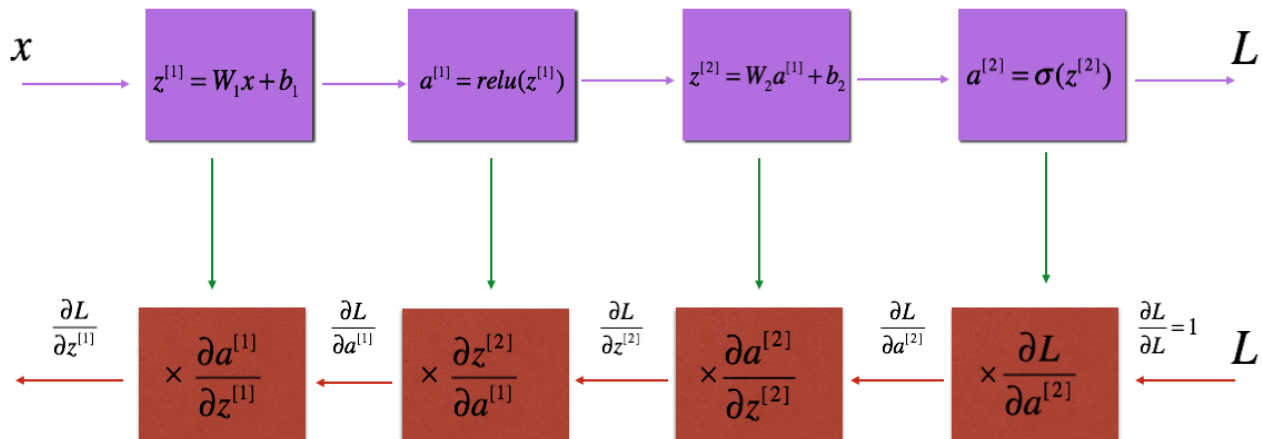 x
z^{[1]} = W_1x + b_1
a^{[1]} = relu(z^{[1]})
z^{[2]} = W_2a^{[1]} + b_2
a^{[2]} = σ(z^{[2]})
L
∂L/∂z^{[1]}
× ∂a^{[1]}/∂z^{[1]}
∂L/∂a^{[1]}
× ∂z^{[2]}/∂a^{[1]}
∂L/∂z^{[2]}
× ∂a^{[2]}/∂z^{[2]}
∂L/∂a^{[2]}
× ∂L/∂a^{[2]}
∂L/∂L = 1
L